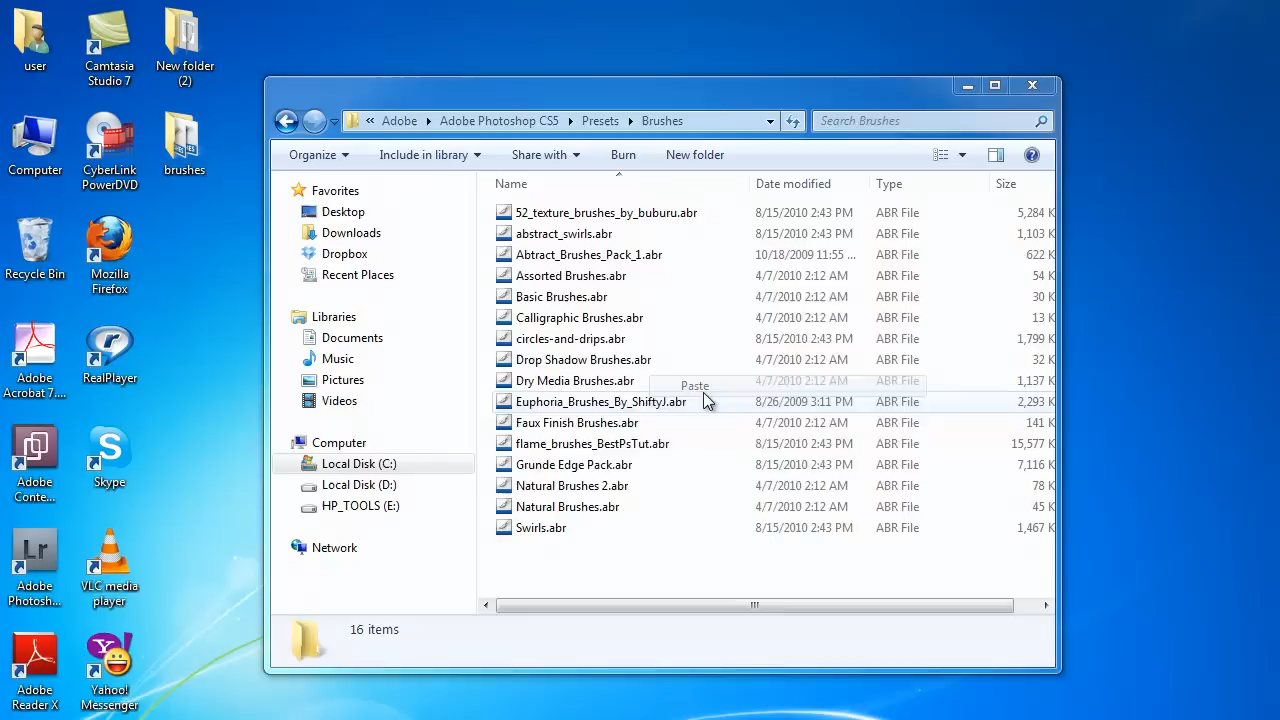 user
Camtasia
Studio 7
New folder
(2)
Computer
CyberLink
PowerDVD
brushes
Recycle Bin
Mozilla
Firefox
Adobe
Acrobat 7....
RealPlayer
Adobe
Conte...
Skype
Lr
Adobe
Photosh...
VLC media
player
Adobe
Reader X
Yahoo!
Messenger
« Adobe Adobe Photoshop CS5 Presets Brushes
Search Brushes
Organize Include in library Share with Burn New folder
Favorites
Desktop
Downloads
Dropbox
Recent Places
Libraries
Documents
Music
Pictures
Videos
Computer
Local Disk (C:)
Local Disk (D:)
HP_TOOLS (E:)
Network
Name Date modified Type Size
52_texture_brushes_by_buburu.abr 8/15/2010 2:43 PM ABR File 5,284 K
abstract_swirls.abr 8/15/2010 2:43 PM ABR File 1,103 K
Abtract_Brushes_Pack_1.abr 10/18/2009 11:55 ... ABR File 622 K
Assorted Brushes.abr 4/7/2010 2:12 AM ABR File 54 K
Basic Brushes.abr 4/7/2010 2:12 AM ABR File 30 K
Calligraphic Brushes.abr 4/7/2010 2:12 AM ABR File 13 K
circles-and-drips.abr 8/15/2010 2:43 PM ABR File 1,799 K
Drop Shadow Brushes.abr 4/7/2010 2:12 AM ABR File 32 K
Dry Media Brushes.abr 4/7/2010 2:12 AM ABR File 1,137 K
Paste
Euphoria_Brushes_By_ShiftyJ.abr 8/26/2009 3:11 PM ABR File 2,293 K
Faux Finish Brushes.abr 4/7/2010 2:12 AM ABR File 141 K
flame_brushes_BestPsTut.abr 8/15/2010 2:43 PM ABR File 15,577 K
Grunde Edge Pack.abr 8/15/2010 2:43 PM ABR File 7,116 K
Natural Brushes 2.abr 4/7/2010 2:12 AM ABR File 78 K
Natural Brushes.abr 4/7/2010 2:12 AM ABR File 45 K
Swirls.abr 8/15/2010 2:43 PM ABR File 1,467 K
16 items